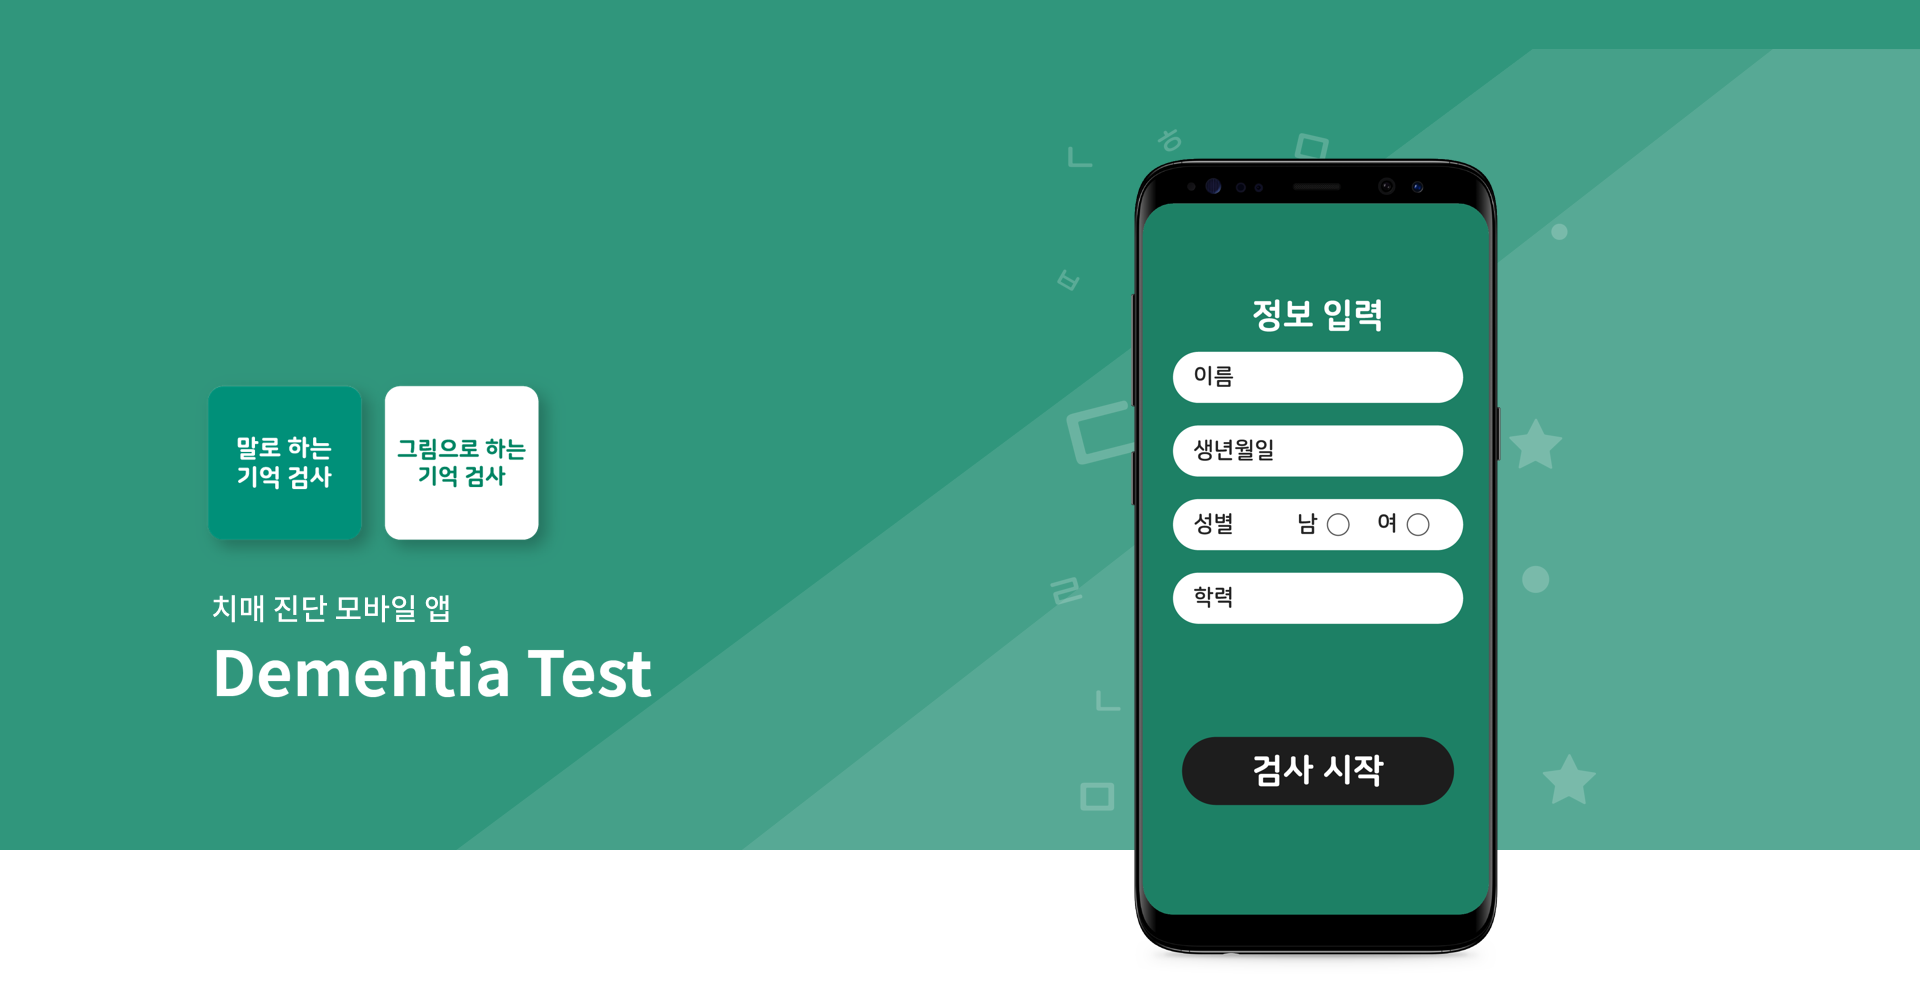 말로 하는
기억 검사
그림으로 하는
기억 검사
치매 진단 모바일 앱
Dementia Test
ㄴ
ㅎ
ㅁ
ㅂ
ㄷ
ㄹ
ㄴ
ㅁ
정보 입력
이름
생년월일
성별 남 여
학력
검사 시작